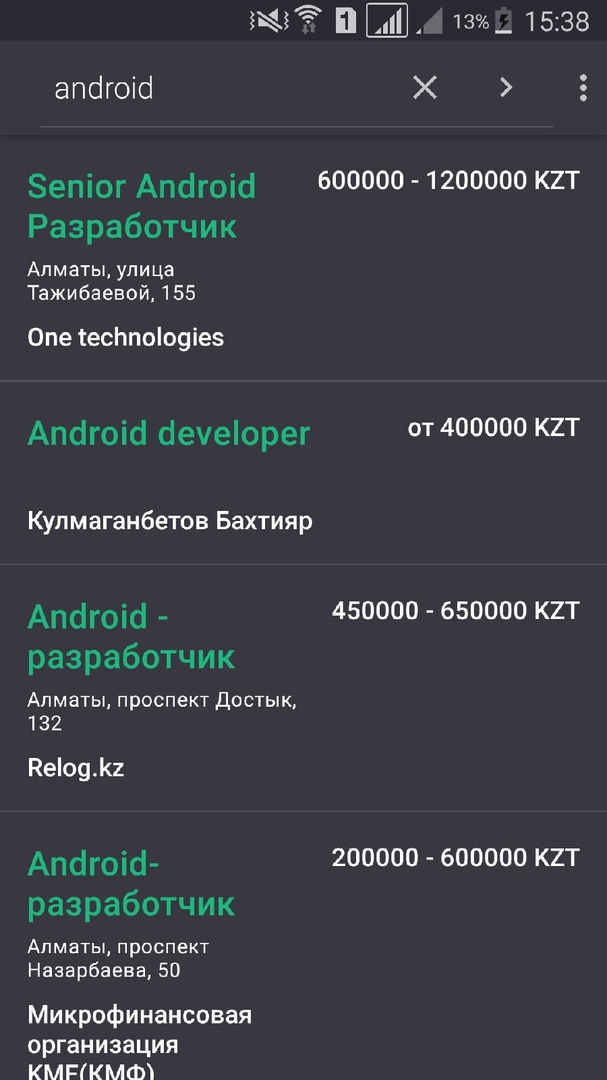 1 13% 15:38
android
Senior Android 600000 - 1200000 KZT
Разработчик
Алматы, улица
Тажибаевой, 155
One technologies
Android developer от 400000 KZT
Кулмаганбетов Бахтияр
Android - 450000 - 650000 KZT
разработчик
Алматы, проспект Достык,
132
Relog.kz
Android- 200000 - 600000 KZT
разработчик
Алматы, проспект
Назарбаева, 50
Микрофинансовая
организация
KMF(КМФ)